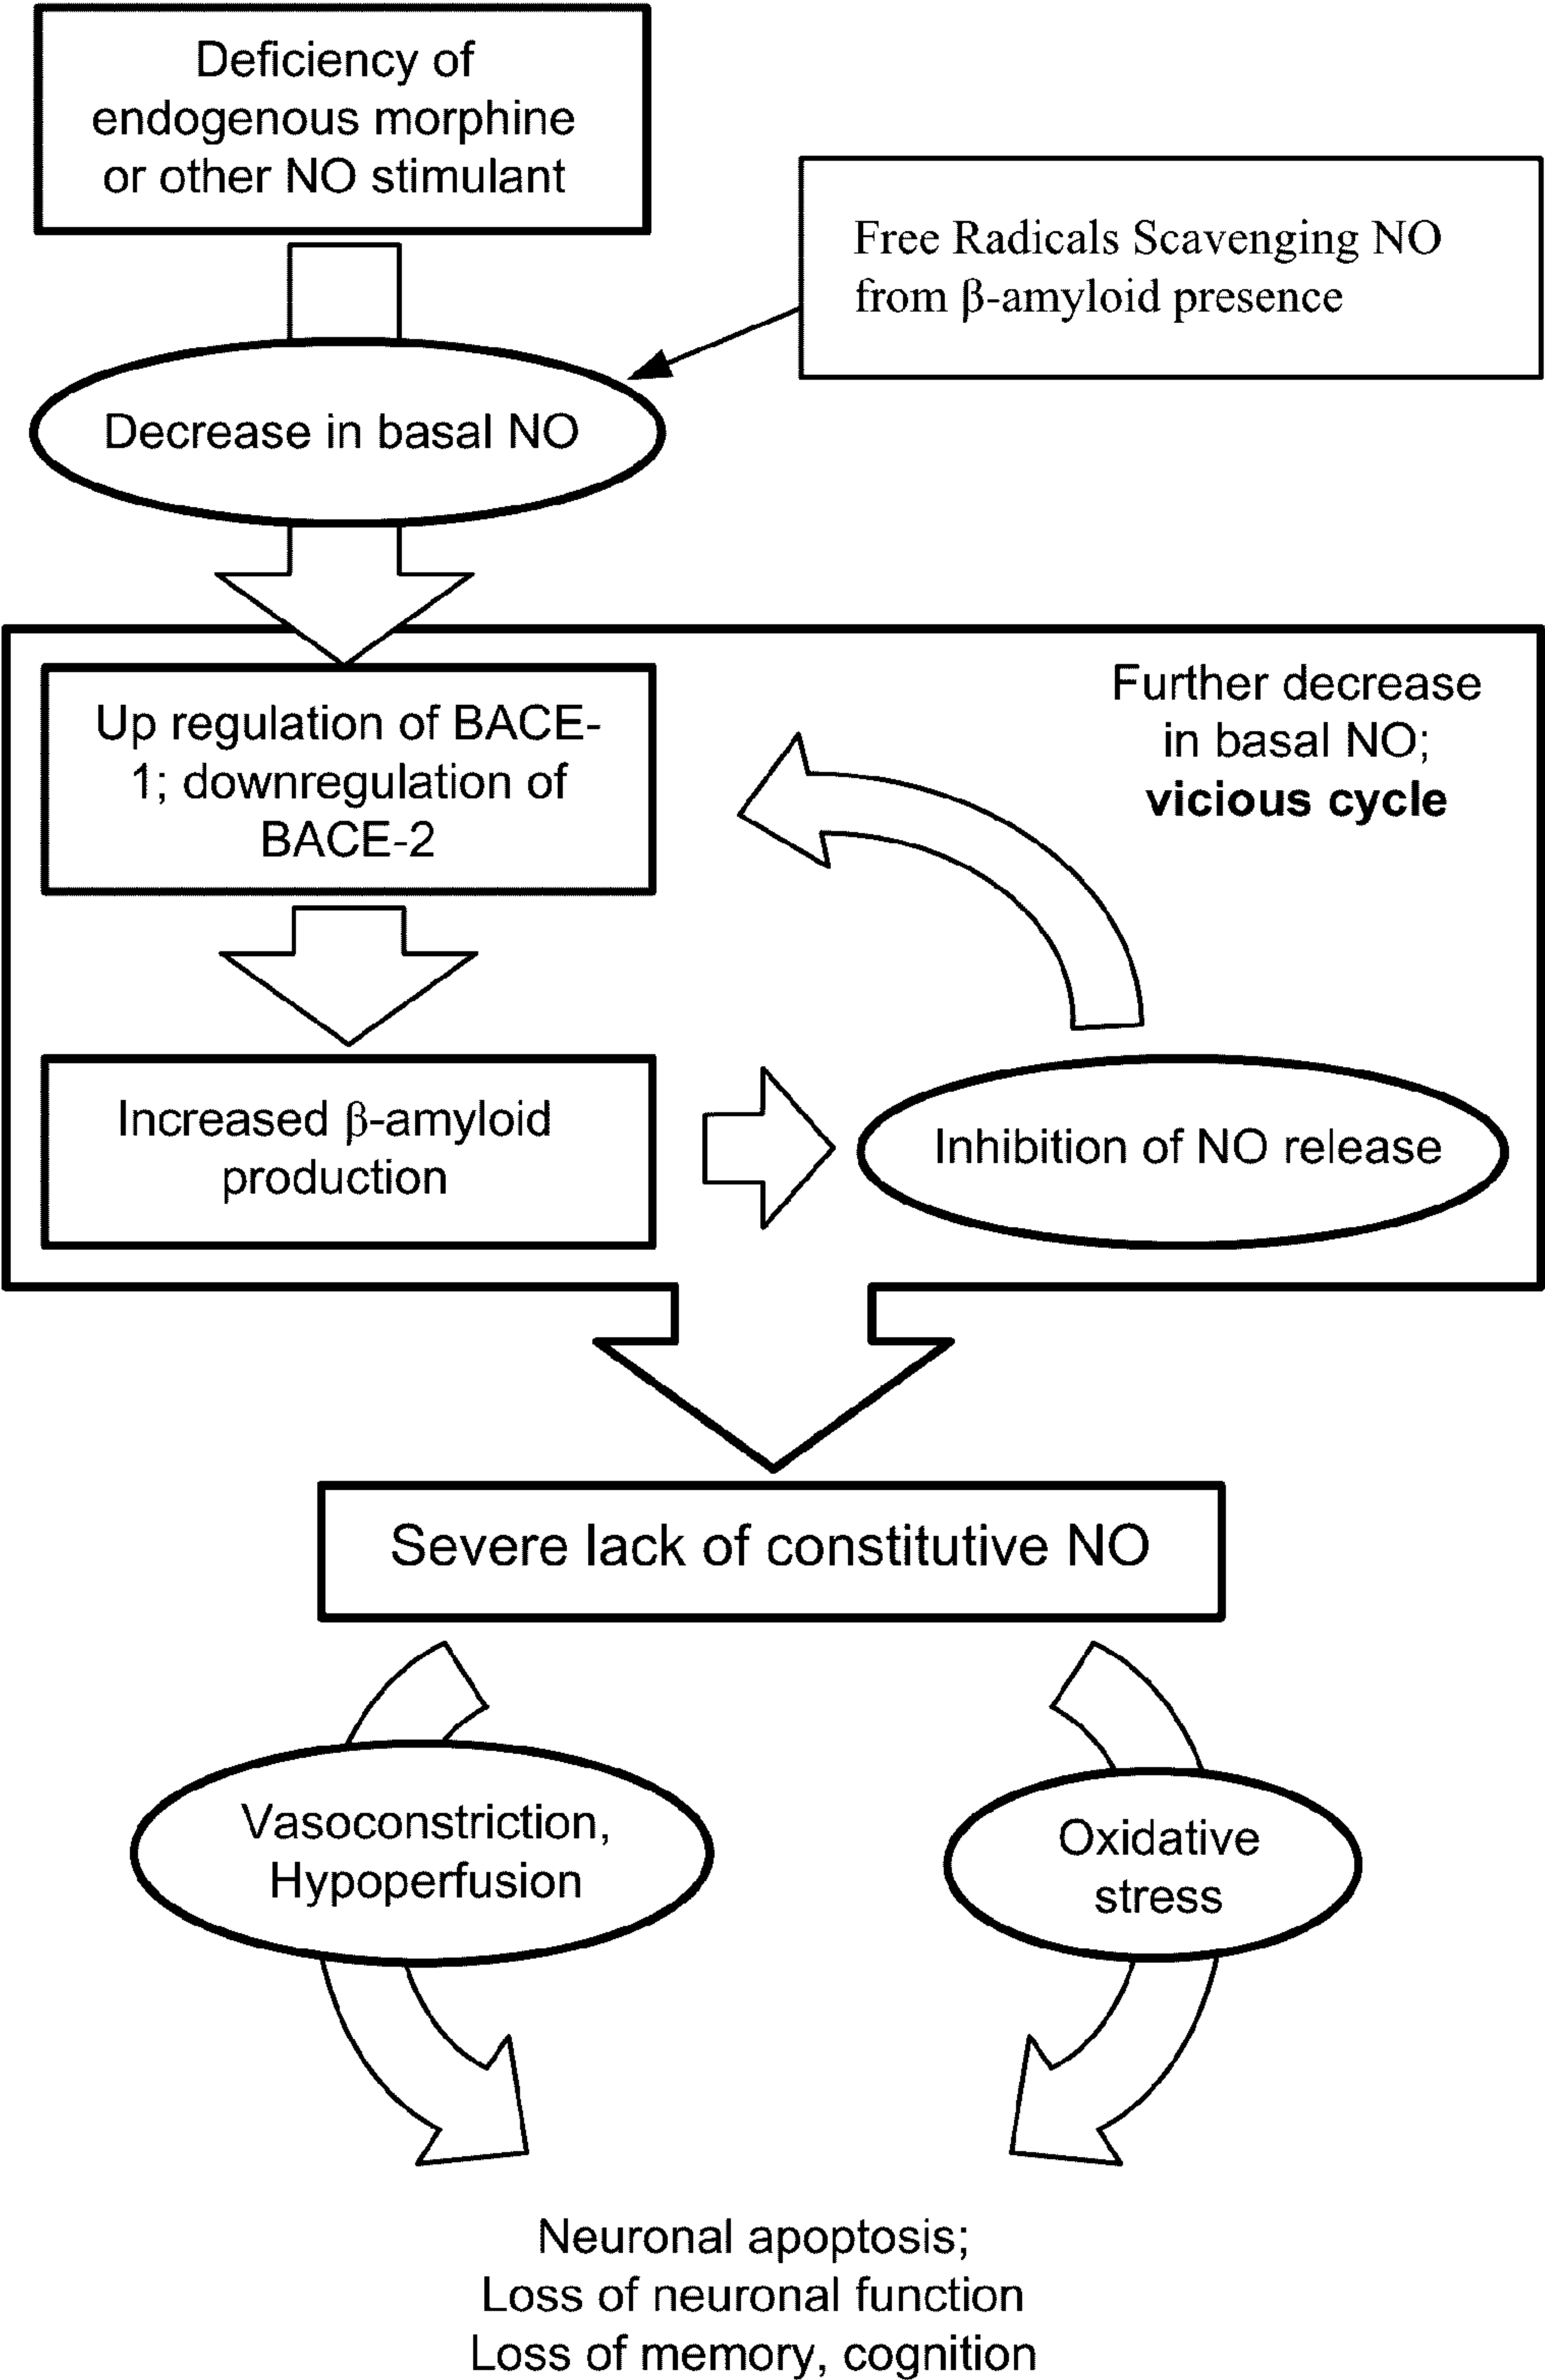 Deficiency of
endogenous morphine
or other NO stimulant
Free Radicals Scavenging NO
from β-amyloid presence
Decrease in basal NO
Up regulation of BACE-
1; downregulation of
BACE-2
Further decrease
in basal NO;
vicious cycle
Increased β-amyloid
production
Inhibition of NO release
Severe lack of constitutive NO
Vasoconstriction,
Hypoperfusion
Oxidative
stress
Neuronal apoptosis;
Loss of neuronal function
Loss of memory, cognition